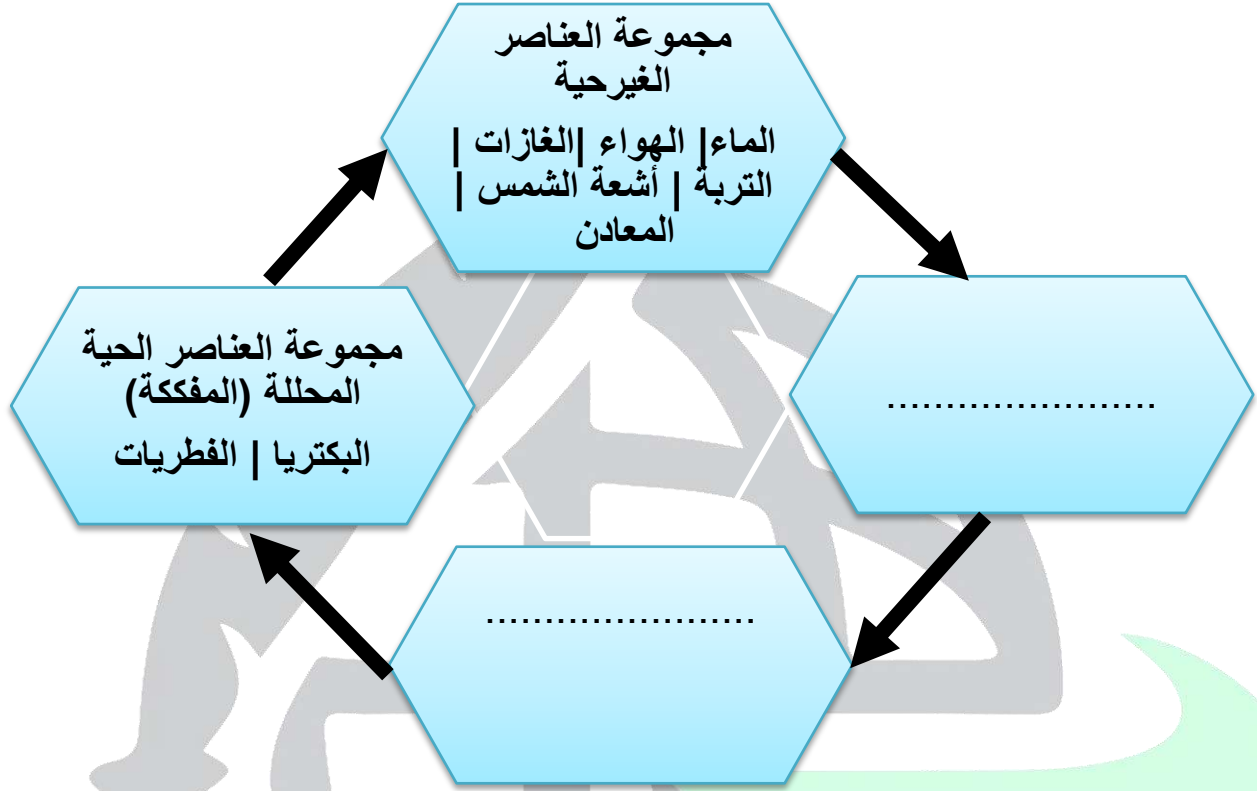 مجموعة العناصر
الغيرحية
الماء| الهواء |الغازات |
التربة | أشعة الشمس |
المعادن
.......................
.......................
مجموعة العناصر الحية
المحللة (المفككة)
البكتريا | الفطريات